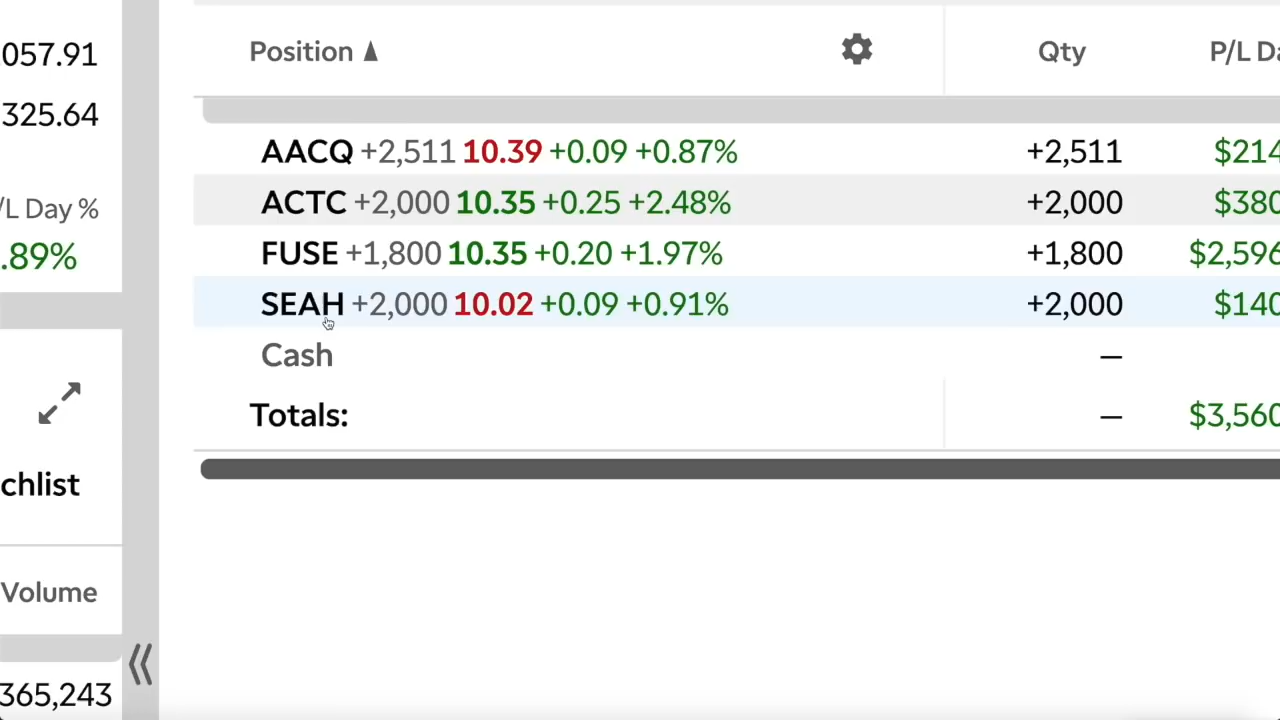 057.91
325.64
/L Day %
.89%
chlist
Volume
365,243
Position ▲ Qty P/L Da
AACQ +2,511 10.39 +0.09 +0.87% +2,511 $214
ACTC +2,000 10.35 +0.25 +2.48% +2,000 $380
FUSE +1,800 10.35 +0.20 +1.97% +1,800 $2,596
SEAH +2,000 10.02 +0.09 +0.91% +2,000 $140
Cash —
Totals: — $3,560